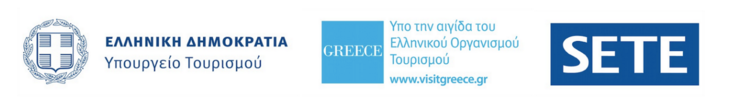 ΕΛΛΗΝΙΚΗ ΔΗΜΟΚΡΑΤΙΑ
Υπουργείο Τουρισμού
GREECE
Υπο την αιγίδα του
Ελληνικού Οργανισμού
Τουρισμού
www.visitgreece.gr
SETE